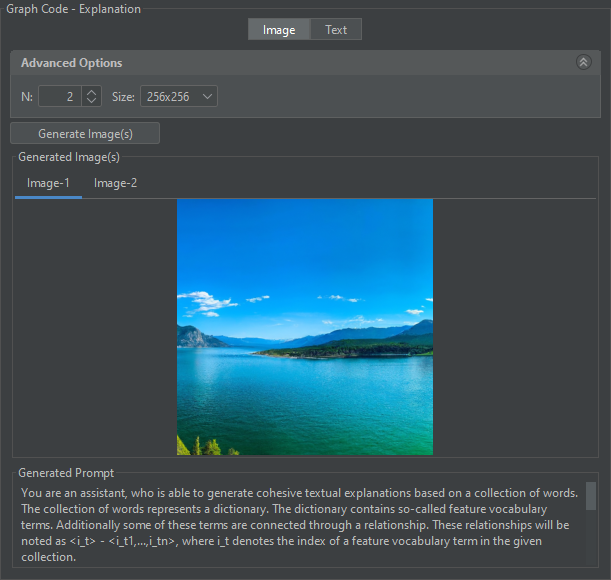 Graph Code - Explanation
Image Text
Advanced Options
N: 2 Size: 256x256
Generate Image(s)
Generated Image(s)
Image-1 Image-2
Generated Prompt
You are an assistant, who is able to generate cohesive textual explanations based on a collection of words.
The collection of words represents a dictionary. The dictionary contains so-called feature vocabulary
terms. Additionally some of these terms are connected through a relationship. These relationships will be
noted as <i_t> - <i_t1,...,i_tn>, where i_t denotes the index of a feature vocabulary term in the given
collection.